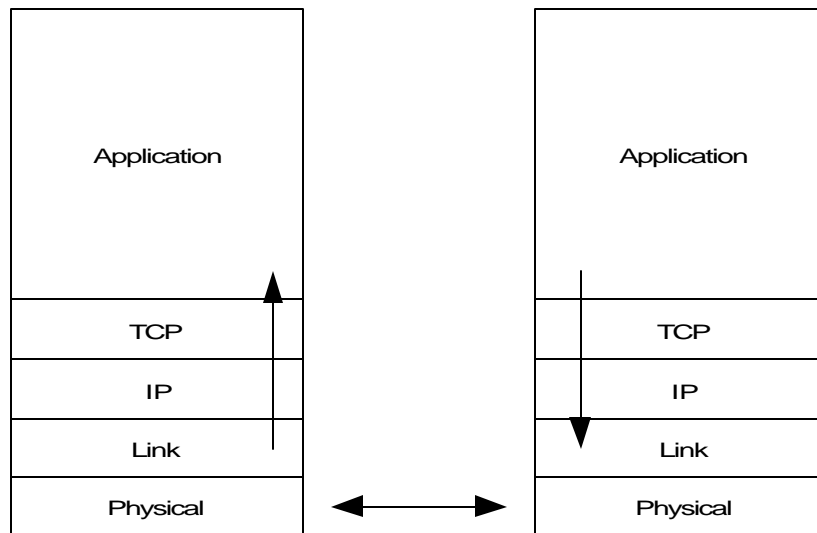 Application
TCP
IP
Link
Physical
Application
TCP
IP
Link
Physical